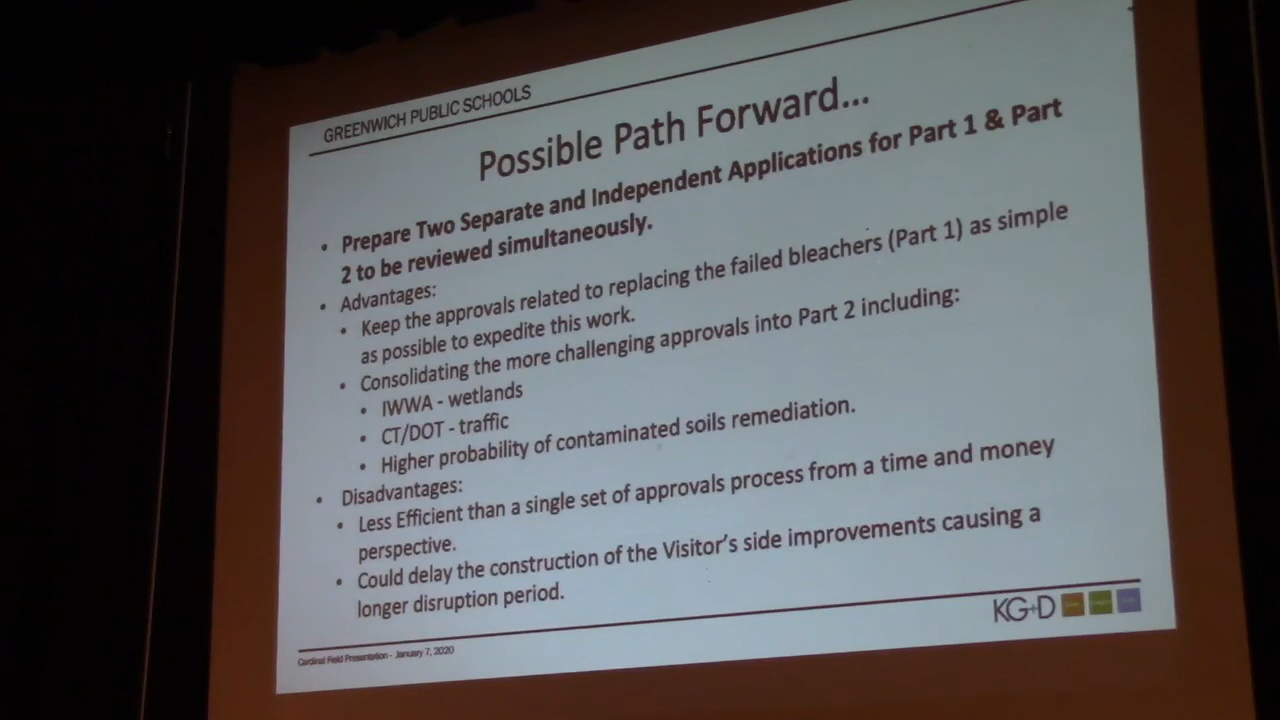 GREENWICH PUBLIC SCHOOLS
Possible Path Forward...
• Prepare Two Separate and Independent Applications for Part 1 & Part
2 to be reviewed simultaneously.
• Advantages:
• Keep the approvals related to replacing the failed bleachers (Part 1) as simple
as possible to expedite this work.
• Consolidating the more challenging approvals into Part 2 including:
• IWWA - wetlands
• CT/DOT - traffic
• Higher probability of contaminated soils remediation.
• Disadvantages:
• Less Efficient than a single set of approvals process from a time and money
perspective.
• Could delay the construction of the Visitor's side improvements causing a
longer disruption period.
KG+D
Cardinal Field Presentation - January 7, 2020